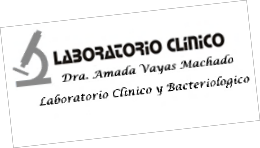 LABORATORIO CLINICO
Dra. Amada Vayas Machado
Laboratorio Clinico y Bacteriologico